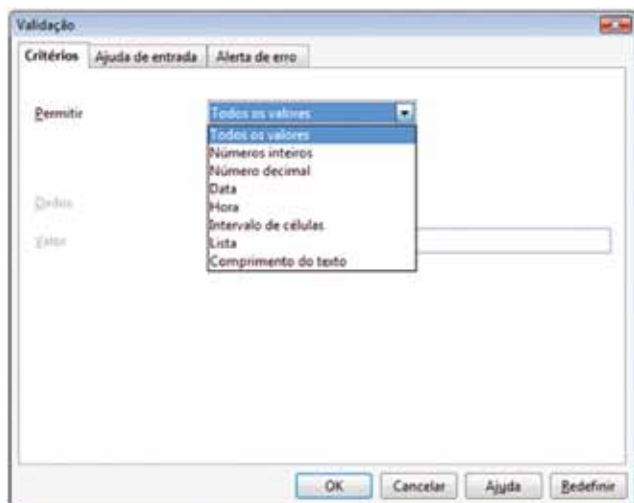 Validação
Critérios Ajuda de entrada Alerta de erro
Permitir Todos os valores
Todos os valores
Números inteiros
Número decimal
Data
Hora
Dados
Intervalo de células
Valor
Lista
Comprimento do texto
OK Cancelar Ajuda Redefinir